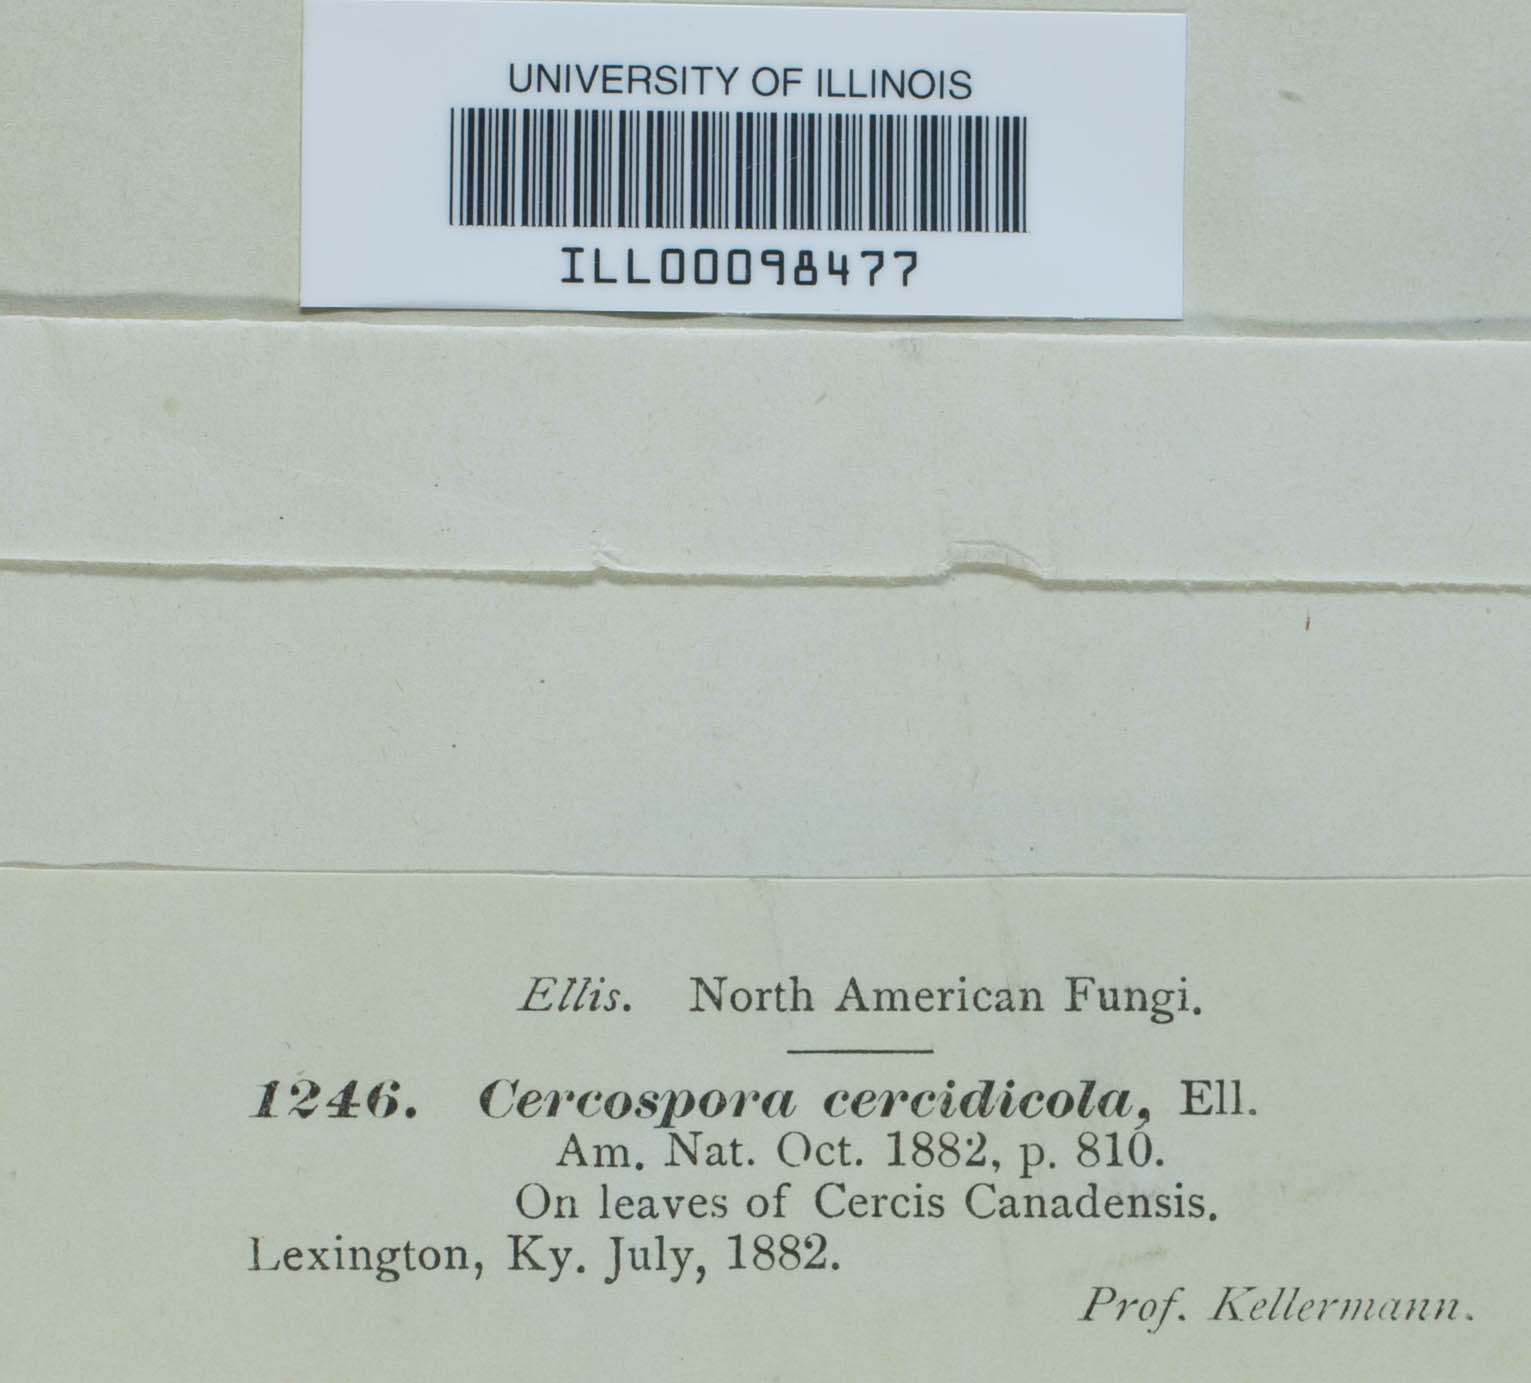 UNIVERSITY OF ILLINOIS
ILL00098477
Ellis. North American Fungi.
1246. Cercospora cercidicola, Ell.
Am. Nat. Oct. 1882, p. 810.
On leaves of Cercis Canadensis.
Lexington, Ky. July, 1882.
Prof. Kellermann.